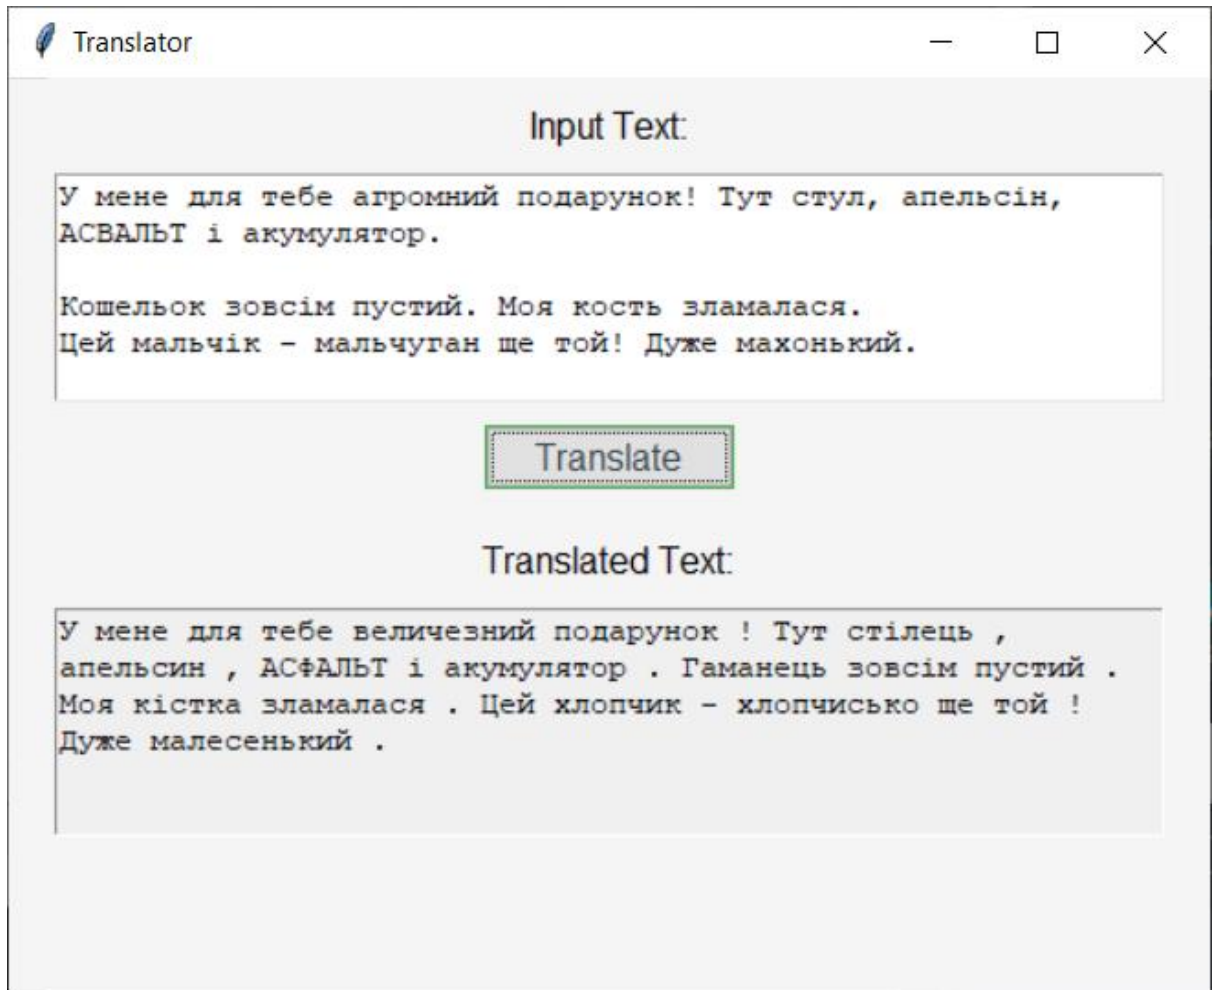 Translator
Input Text:
У мене для тебе агромний подарунок! Тут стул, апельсін,
АСВАЛЬТ і акумулятор.
Кошельок зовсім пустий. Моя кость зламалася.
Цей мальчік - мальчуган ще той! Дуже махонький.
Translate
Translated Text:
У мене для тебе величезний подарунок ! Тут стілець ,
апельсин , АСФАЛЬТ і акумулятор . Гаманець зовсім пустий .
Моя кістка зламалася . Цей хлопчик - хлопчисько ще той !
Дуже малесенький .